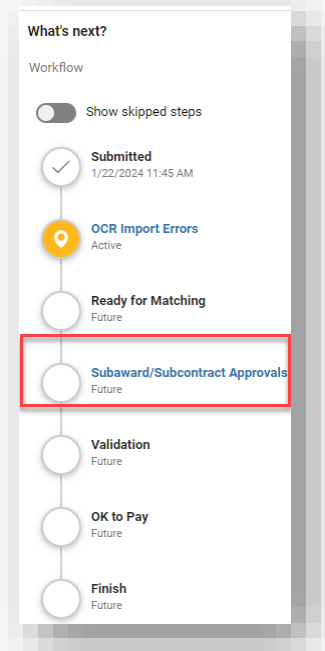 What's next?
Workflow
Show skipped steps
Submitted
1/22/2024 11:45 AM
OCR Import Errors
Active
Ready for Matching
Future
Subaward/Subcontract Approvals
Future
Validation
Future
OK to Pay
Future
Finish
Future